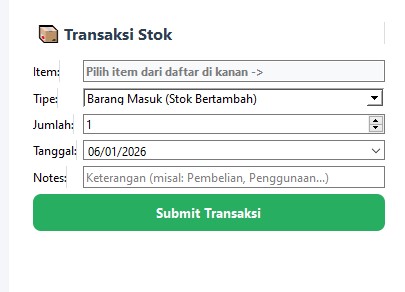 Transaksi Stok
Item: Pilih item dari daftar di kanan ->
Tipe: Barang Masuk (Stok Bertambah)
Jumlah: 1
Tanggal: 06/01/2026
Notes: Keterangan (misal: Pembelian, Penggunaan...)
Submit Transaksi